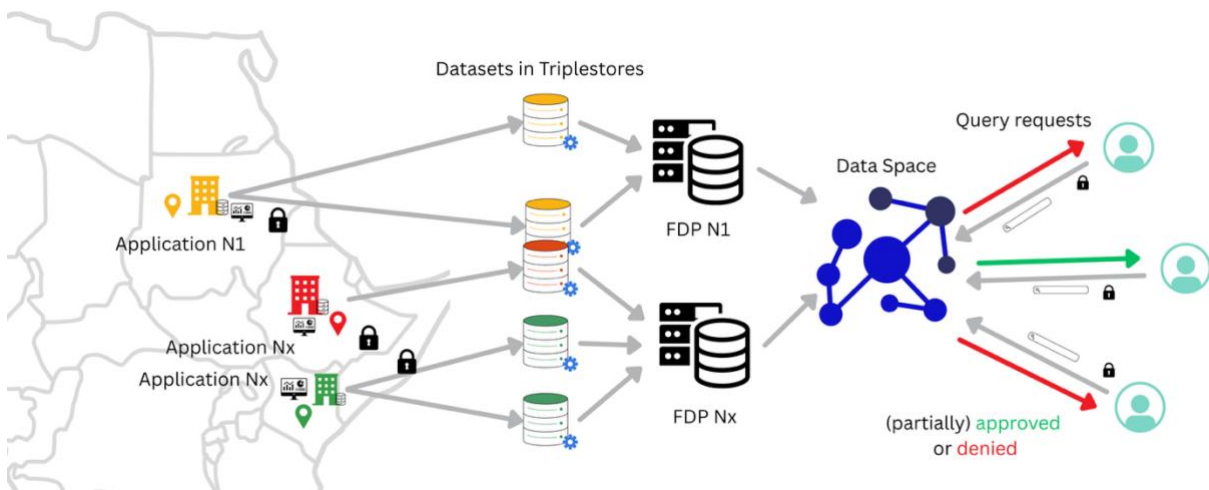 Datasets in Triplestores
Query requests
Data Space
Application N1
FDP N1
Application Nx
Application Nx
FDP Nx
(partially) approved
or denied